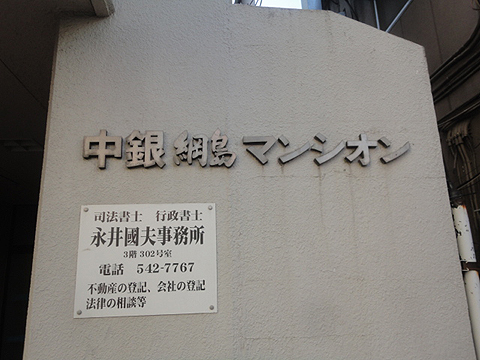 中銀 綱島 マンシオン
司法書士 行政書士
永井國夫事務所
3階 302号室
電話 542-7767
不動産の登記、会社の登記
法律の相談等